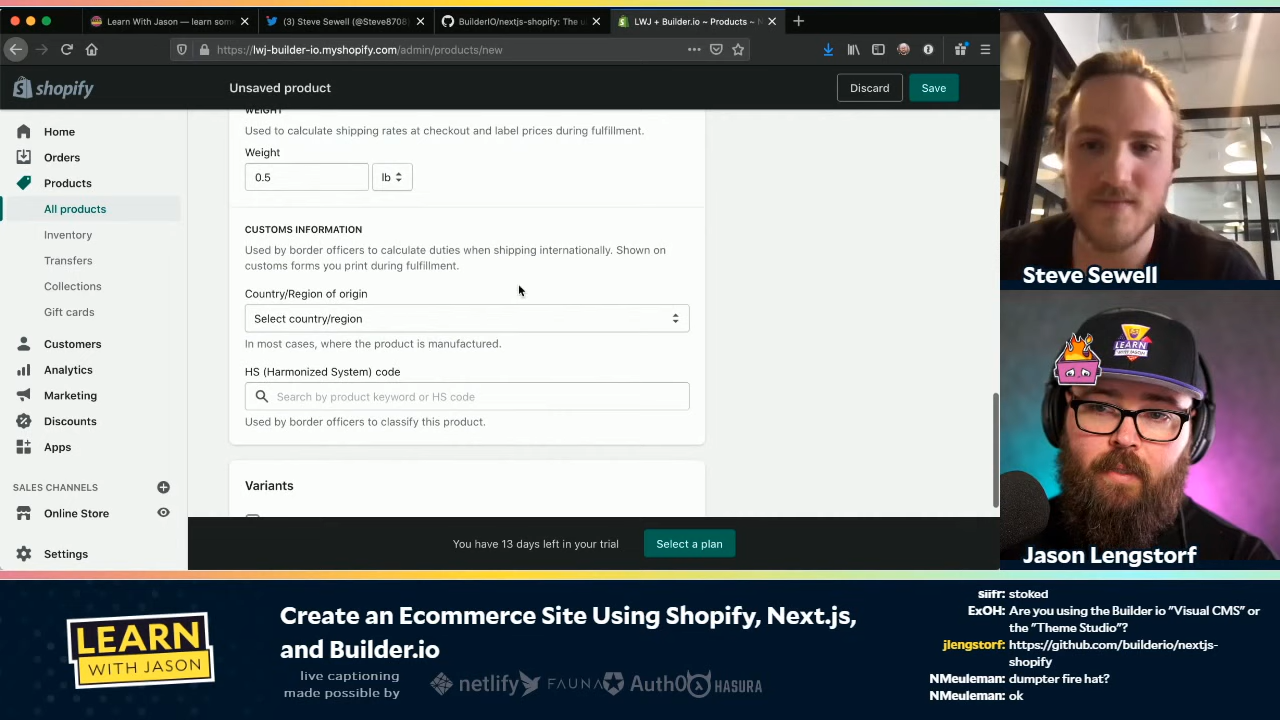 Learn With Jason — learn some
(3) Steve Sewell (@Steve8708)
BuilderIO/nextjs-shopify: The u
LWJ + Builder.io ~ Products ~
https://lwj-builder-io.myshopify.com/admin/products/new
shopify
Unsaved product
Discard
Save
Home
Orders
Products
All products
Inventory
Transfers
Collections
Gift cards
Customers
Analytics
Marketing
Discounts
Apps
SALES CHANNELS
Online Store
Settings
WEIGHT
Used to calculate shipping rates at checkout and label prices during fulfillment.
Weight
0.5
lb
CUSTOMS INFORMATION
Used by border officers to calculate duties when shipping internationally. Shown on
customs forms you print during fulfillment.
Country/Region of origin
Select country/region
In most cases, where the product is manufactured.
HS (Harmonized System) code
Search by product keyword or HS code
Used by border officers to classify this product.
Variants
You have 13 days left in your trial
Select a plan
Steve Sewell
LEARN
Jason Lengstorf
LEARN
WITH JASON
Create an Ecommerce Site Using Shopify, Next.js,
and Builder.io
live captioning
made possible by
netlify
FAUNA
Auth0
HASURA
siifr: stoked
ExOH: Are you using the Builder io "Visual CMS" or
the "Theme Studio"?
jlengstorf: https://github.com/builderio/nextjs-
shopify
NMeuleman: dumpter fire hat?
NMeuleman: ok